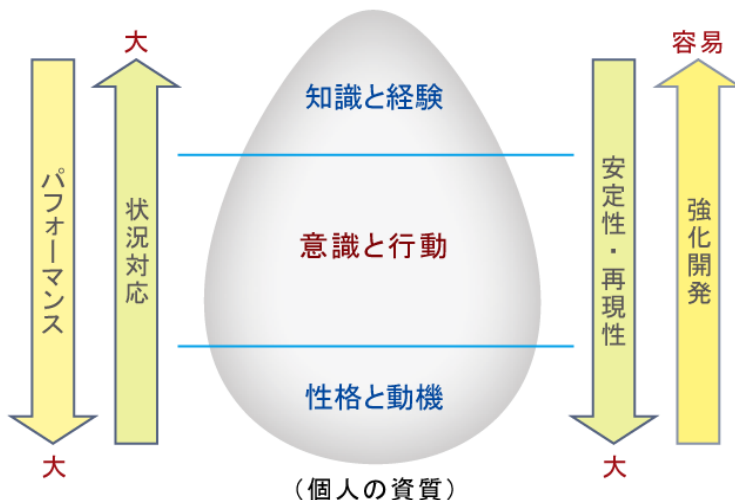 大
容易
知識と経験
パフォーマンス
状況対応
意識と行動
安定性・再現性
強化開発
性格と動機
大
大
（個人の資質）